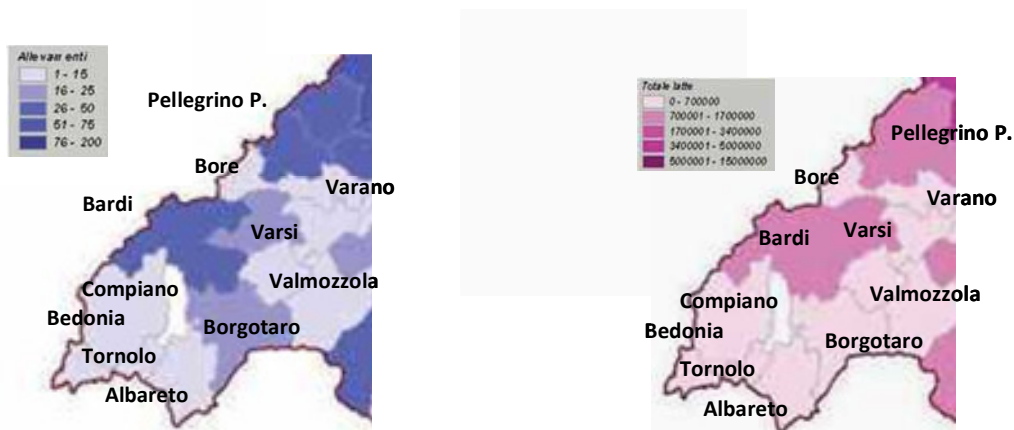 Allevamenti
1 - 15
16 - 25
26 - 50
51 - 75
76 - 200
Pellegrino P.
Bore
Varano
Bardi
Varsi
Valmozzola
Compiano
Bedonia
Borgotaro
Tornolo
Albareto
Totale latte
0 - 700000
700001 - 1700000
1700001 - 3400000
3400001 - 5000000
5000001 - 15000000
Pellegrino P.
Bore
Varano
Varsi
Bardi
Valmozzola
Compiano
Bedonia
Borgotaro
Tornolo
Albareto